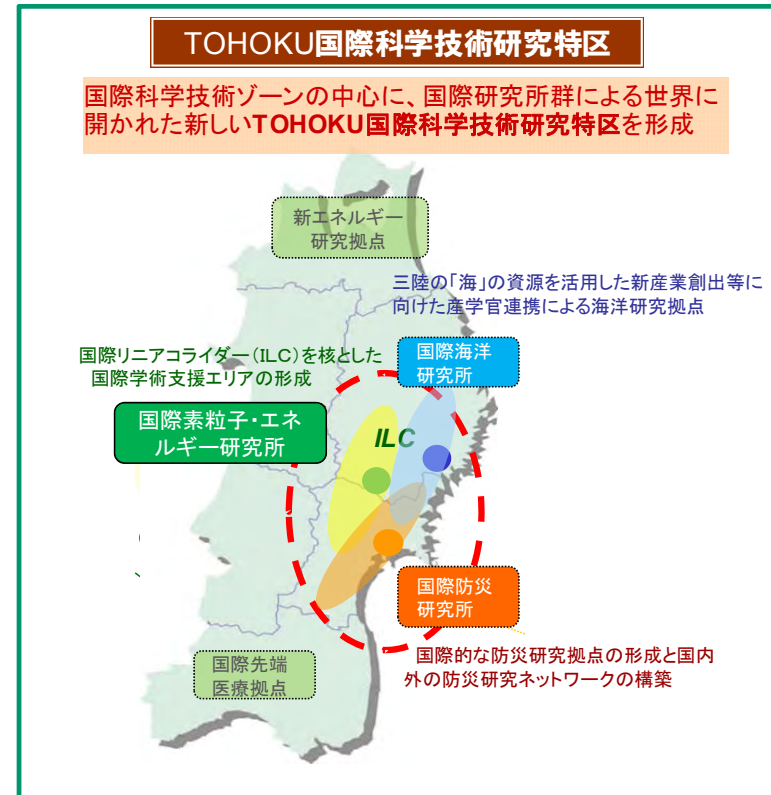 TOHOKU国際科学技術研究特区
国際科学技術ゾーンの中心に、国際研究所群による世界に
開かれた新しいTOHOKU国際科学技術研究特区を形成
新エネルギー
研究拠点
三陸の「海」の資源を活用した新産業創出等に
向けた産学官連携による海洋研究拠点
国際リニアコライダー(ILC)を核とした
国際学術支援エリアの形成
国際海洋
研究所
国際素粒子・エネ
ルギー研究所
ILC
国際防災
研究所
国際的な防災研究拠点の形成と国内
外の防災研究ネットワークの構築
国際先端
医療拠点